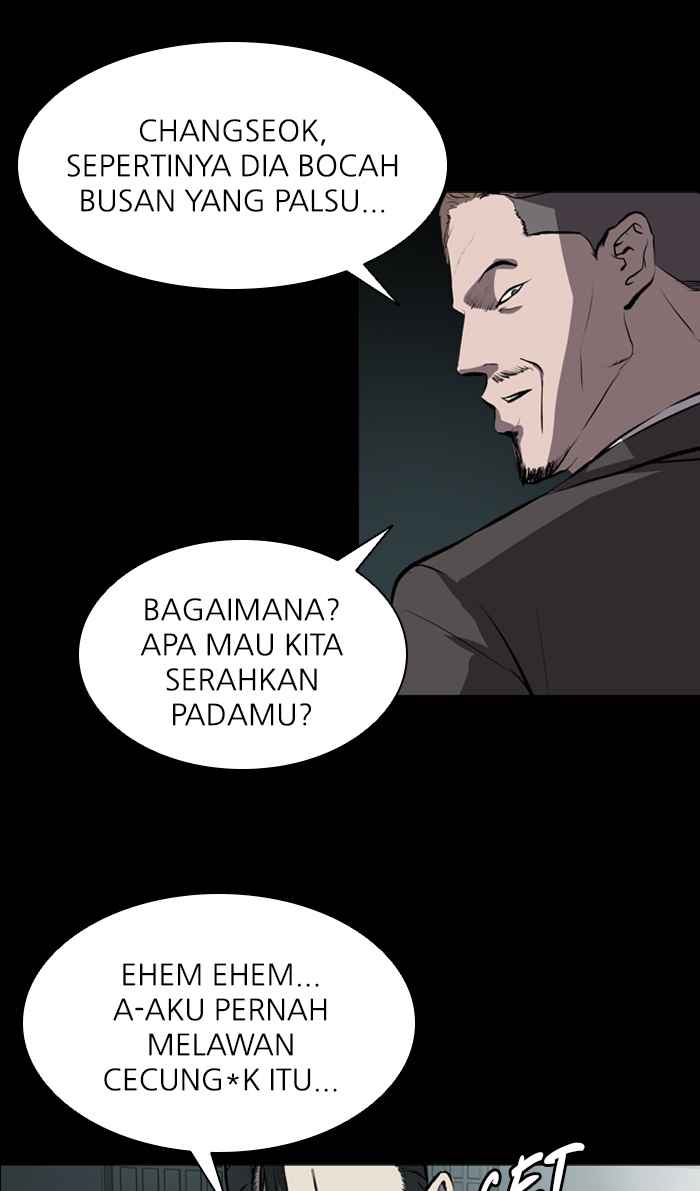 CHANGSEOK,
SEPERTINYA DIA BOCAH
BUSAN YANG PALSU...
BAGAIMANA?
APA MAU KITA
SERAHKAN
PADAMU?
EHEM EHEM...
A-AKU PERNAH
MELAWAN
CECUNG*K ITU...